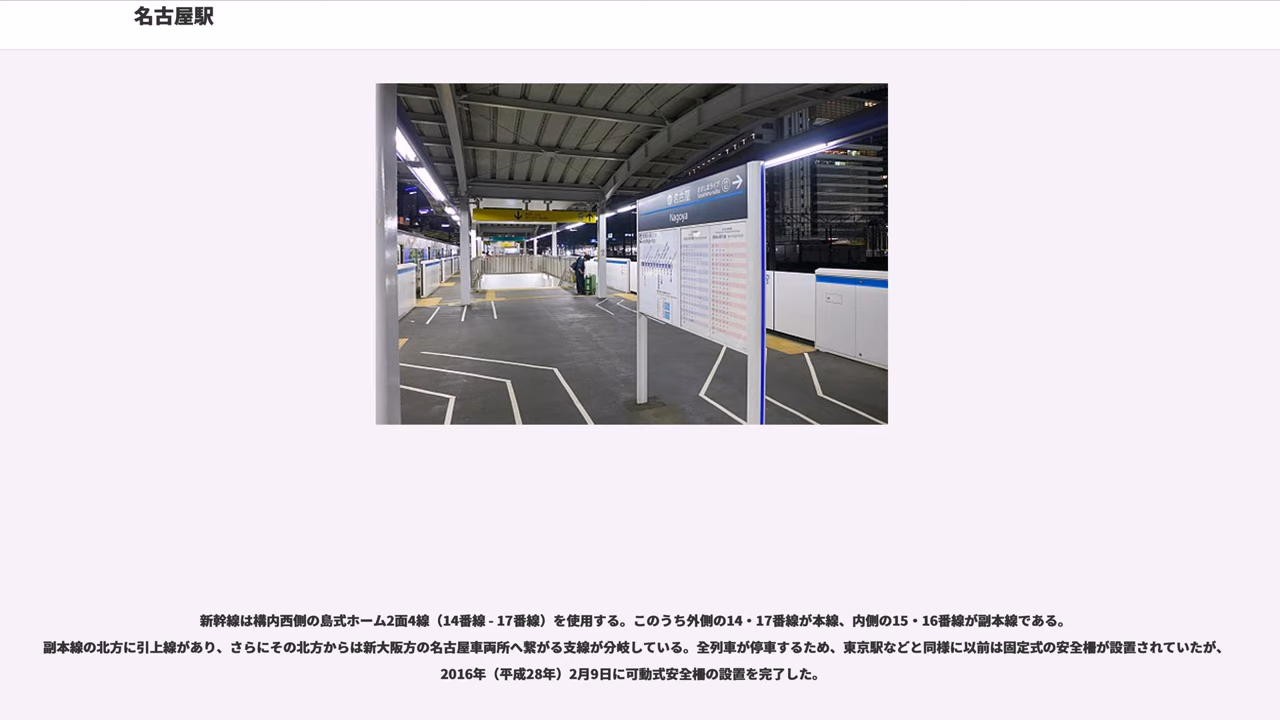 名古屋駅
名古屋
Nagoya
新幹線は構内西側の島式ホーム2面4線（14番線 - 17番線）を使用する。このうち外側の14・17番線が本線、内側の15・16番線が副本線である。
副本線の北方に引上線があり、さらにその北方からは新大阪方の名古屋車両所へ繋がる支線が分岐している。全列車が停車するため、東京駅などと同様に以前は固定式の安全柵が設置されていたが、
2016年（平成28年）2月9日に可動式安全柵の設置を完了した。